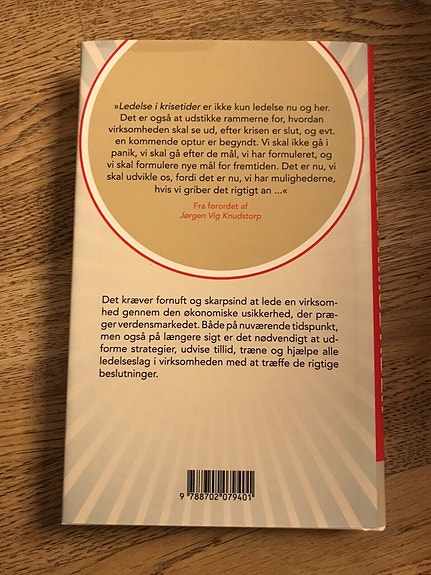 »Ledelse i krisetider er ikke kun ledelse nu og her.
Det er også at udstikke rammerne for, hvordan
virksomheden skal se ud, efter krisen er slut, og evt.
en kommende optur er begyndt. Vi skal ikke gå i
panik, vi skal gå efter de mål, vi har formuleret, og
vi skal formulere nye mål for fremtiden. Det er nu, vi
skal udvikle os, fordi det er nu, vi har mulighederne,
hvis vi griber det rigtigt an ...«
Fra forordet af
Jørgen Vig Knudstorp
Det kræver fornuft og skarpsind at lede en virksom-
hed gennem den økonomiske usikkerhed, der præ-
ger verdensmarkedet. Både på nuværende tidspunkt,
men også på længere sigt er det nødvendigt at ud-
forme strategier, udvise tillid, træne og hjælpe alle
ledelseslag i virksomheden med at træffe de rigtige
beslutninger.
9 788702 079401